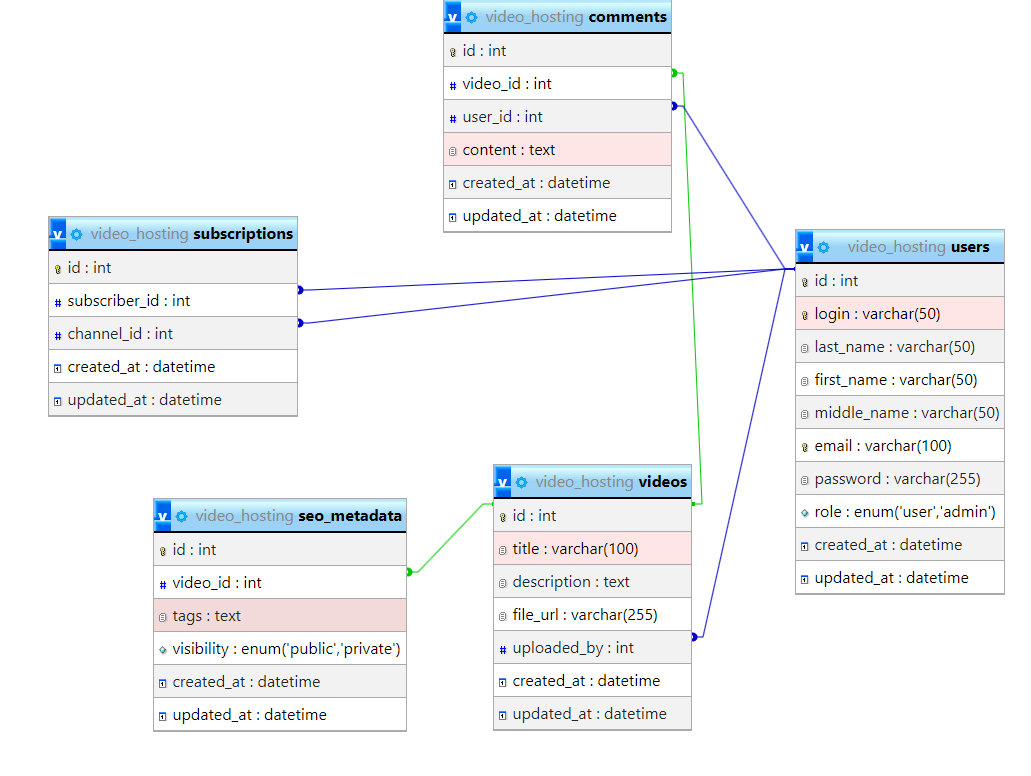 video_hosting comments
id : int
video_id : int
user_id : int
content : text
created_at : datetime
updated_at : datetime
video_hosting subscriptions
id : int
subscriber_id : int
channel_id : int
created_at : datetime
updated_at : datetime
video_hosting users
id : int
login : varchar(50)
last_name : varchar(50)
first_name : varchar(50)
middle_name : varchar(50)
email : varchar(100)
password : varchar(255)
role : enum('user','admin')
created_at : datetime
updated_at : datetime
video_hosting seo_metadata
id : int
video_id : int
tags : text
visibility : enum('public','private')
created_at : datetime
updated_at : datetime
video_hosting videos
id : int
title : varchar(100)
description : text
file_url : varchar(255)
uploaded_by : int
created_at : datetime
updated_at : datetime